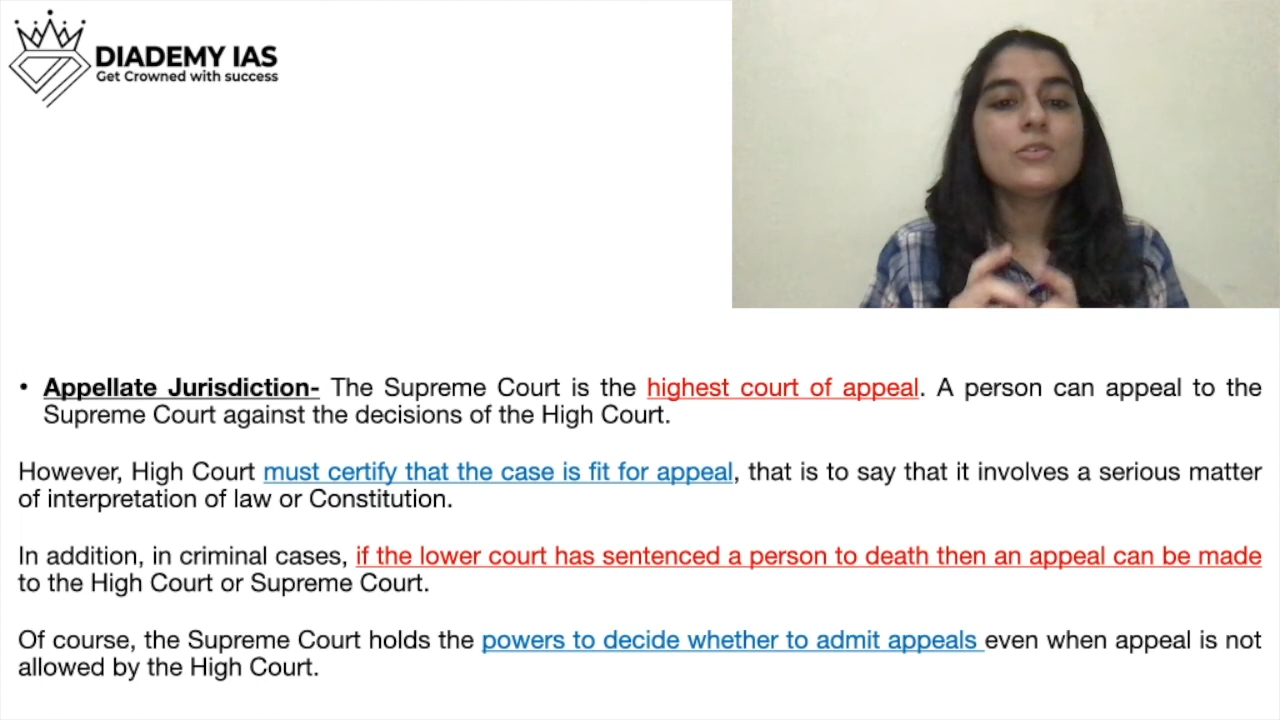 DIADEMY IAS
Get Crowned with success
• Appellate Jurisdiction- The Supreme Court is the highest court of appeal. A person can appeal to the
Supreme Court against the decisions of the High Court.
However, High Court must certify that the case is fit for appeal, that is to say that it involves a serious matter
of interpretation of law or Constitution.
In addition, in criminal cases, if the lower court has sentenced a person to death then an appeal can be made
to the High Court or Supreme Court.
Of course, the Supreme Court holds the powers to decide whether to admit appeals even when appeal is not
allowed by the High Court.